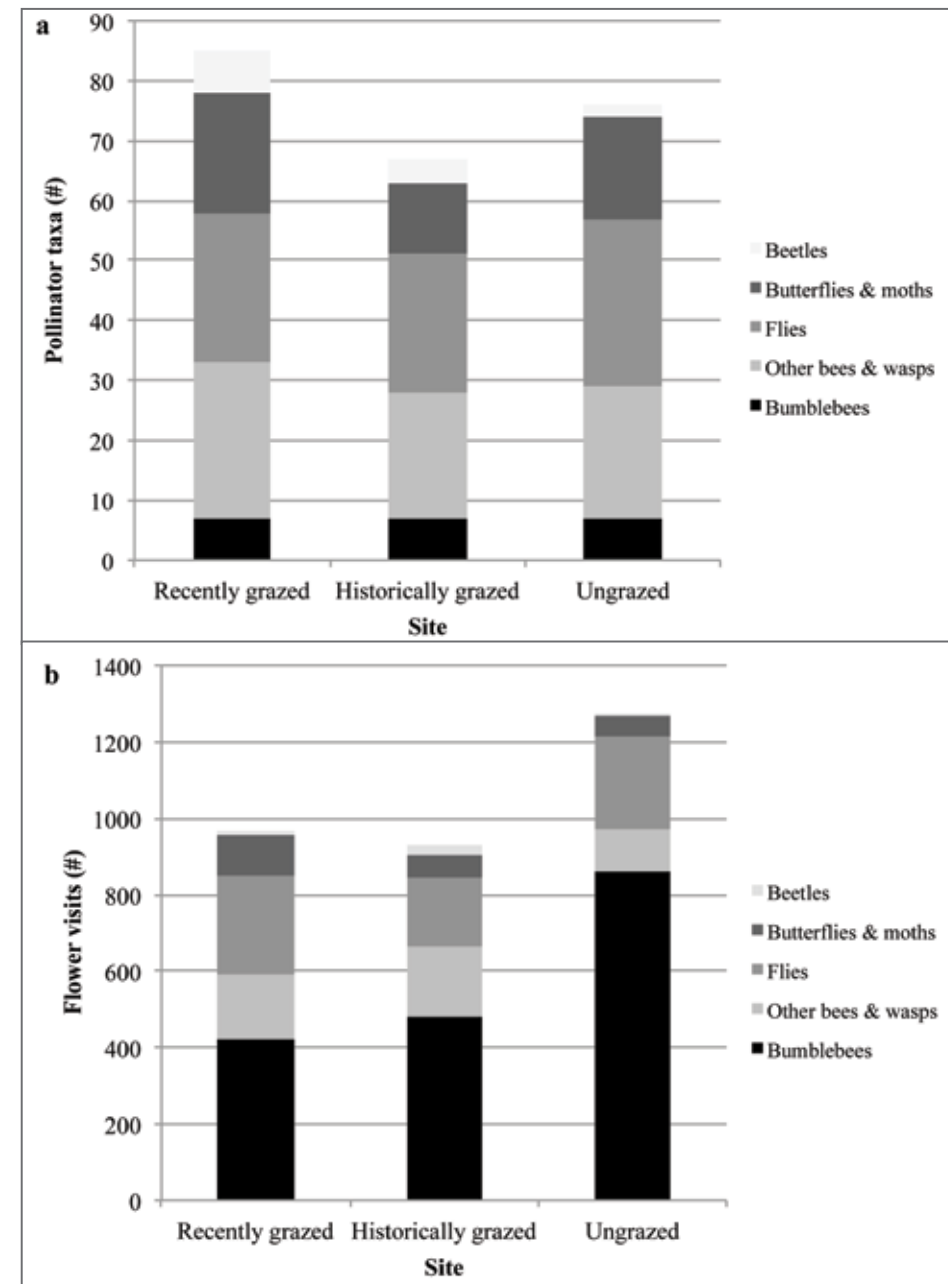 a
90
80
70
60
50
40
30
20
10
0
Pollinator taxa (#)
Recently grazed Historically grazed Ungrazed
Site
Beetles
Butterflies & moths
Flies
Other bees & wasps
Bumblebees
b
1400
1200
1000
800
600
400
200
0
Flower visits (#)
Recently grazed Historically grazed Ungrazed
Site
Beetles
Butterflies & moths
Flies
Other bees & wasps
Bumblebees